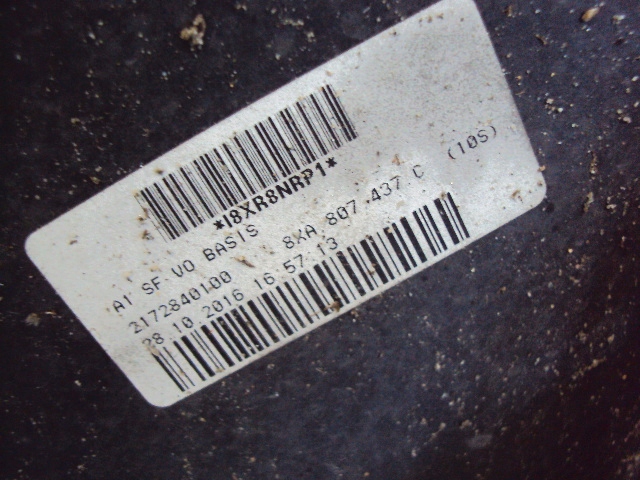 *I8XR8NRP1*
A1 SF VO BASIS
2172840100 8XA 807 437 C (10S)
28 10 2016 16 57 13